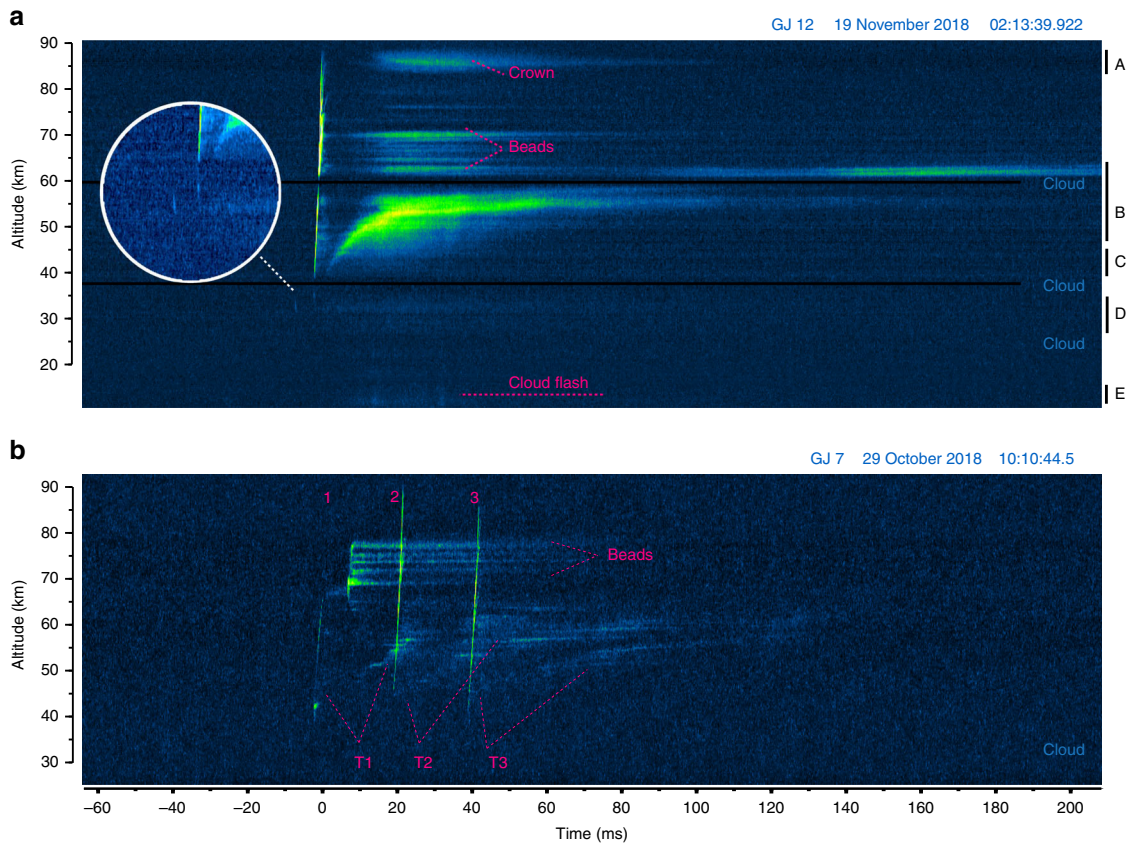 a
GJ 12 19 November 2018 02:13:39.922
90
80
70
60
50
40
30
20
Altitude (km)
Crown
Beads
Cloud
Cloud
Cloud
Cloud flash
A
B
C
D
E
b
GJ 7 29 October 2018 10:10:44.5
90
80
70
60
50
40
30
Altitude (km)
1 2 3
Beads
T1 T2 T3
Cloud
−60 −40 −20 0 20 40 60 80 100 120 140 160 180 200
Time (ms)